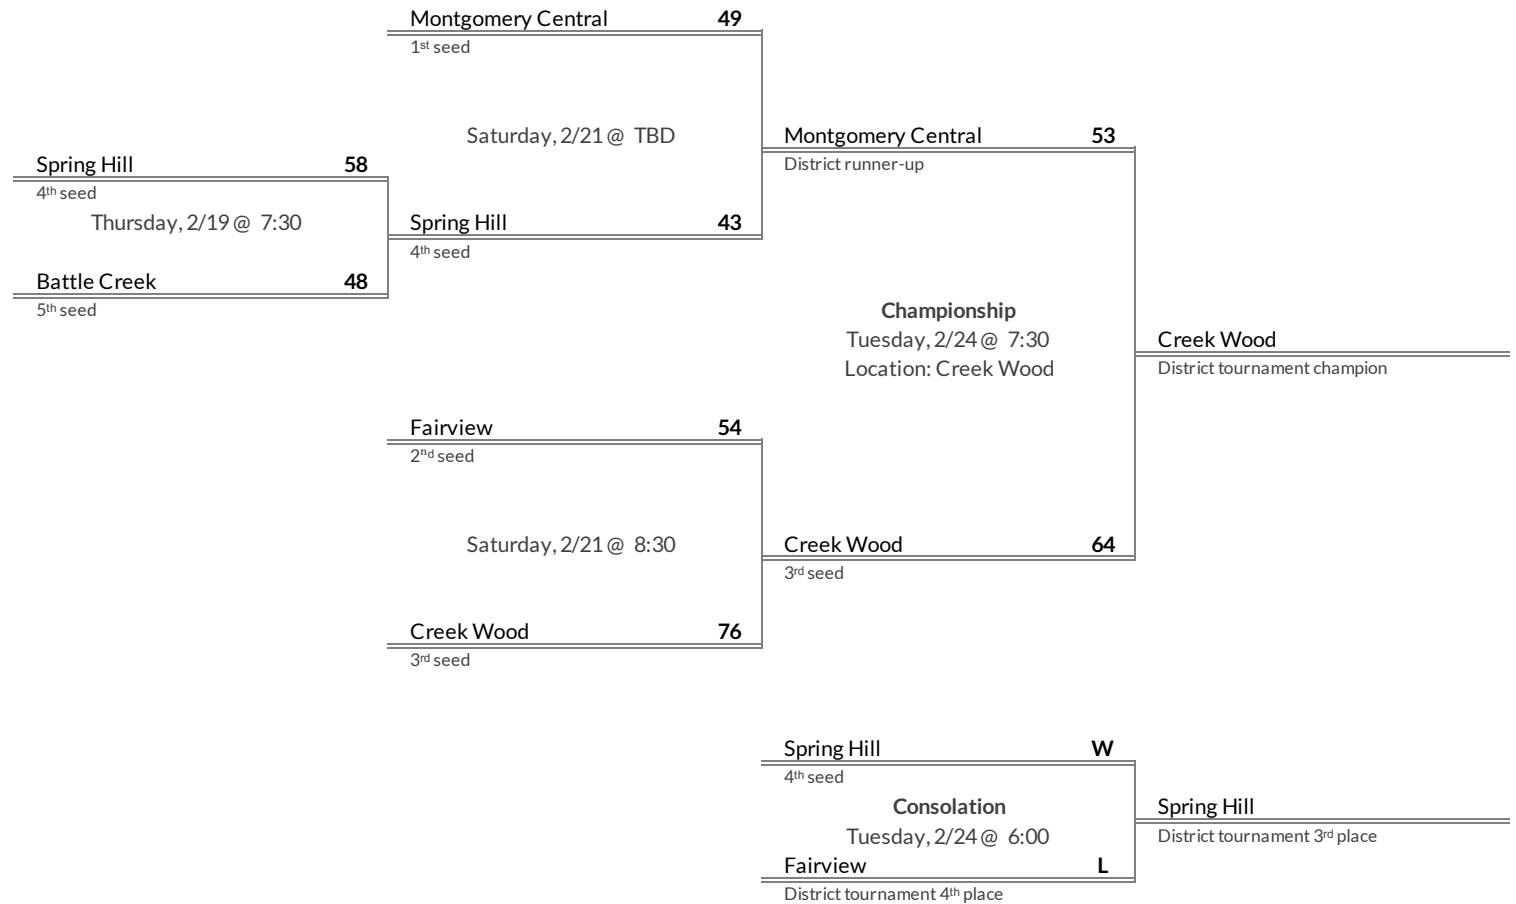 Montgomery Central 49
1st seed
Saturday, 2/21 @ TBD
Montgomery Central 53
District runner-up
Spring Hill 58
4th seed
Thursday, 2/19 @ 7:30
Spring Hill 43
4th seed
Battle Creek 48
5th seed
Championship
Tuesday, 2/24 @ 7:30
Location: Creek Wood
Creek Wood
District tournament champion
Fairview 54
2nd seed
Saturday, 2/21 @ 8:30
Creek Wood 64
3rd seed
Creek Wood 76
3rd seed
Spring Hill W
4th seed
Consolation
Tuesday, 2/24 @ 6:00
Spring Hill
District tournament 3rd place
Fairview L
District tournament 4th place